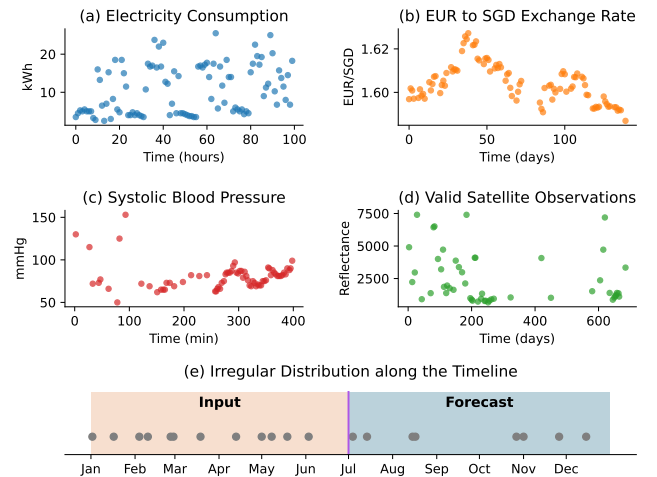 (a) Electricity Consumption
kWh
20
10
0 20 40 60 80 100
Time (hours)
(b) EUR to SGD Exchange Rate
EUR/SGD
1.62
1.60
0 50 100
Time (days)
(c) Systolic Blood Pressure
mmHg
150
100
50
0 100 200 300 400
Time (min)
(d) Valid Satellite Observations
Reflectance
7500
5000
2500
0 200 400 600
Time (days)
(e) Irregular Distribution along the Timeline
Input Forecast
Jan Feb Mar Apr May Jun Jul Aug Sep Oct Nov Dec